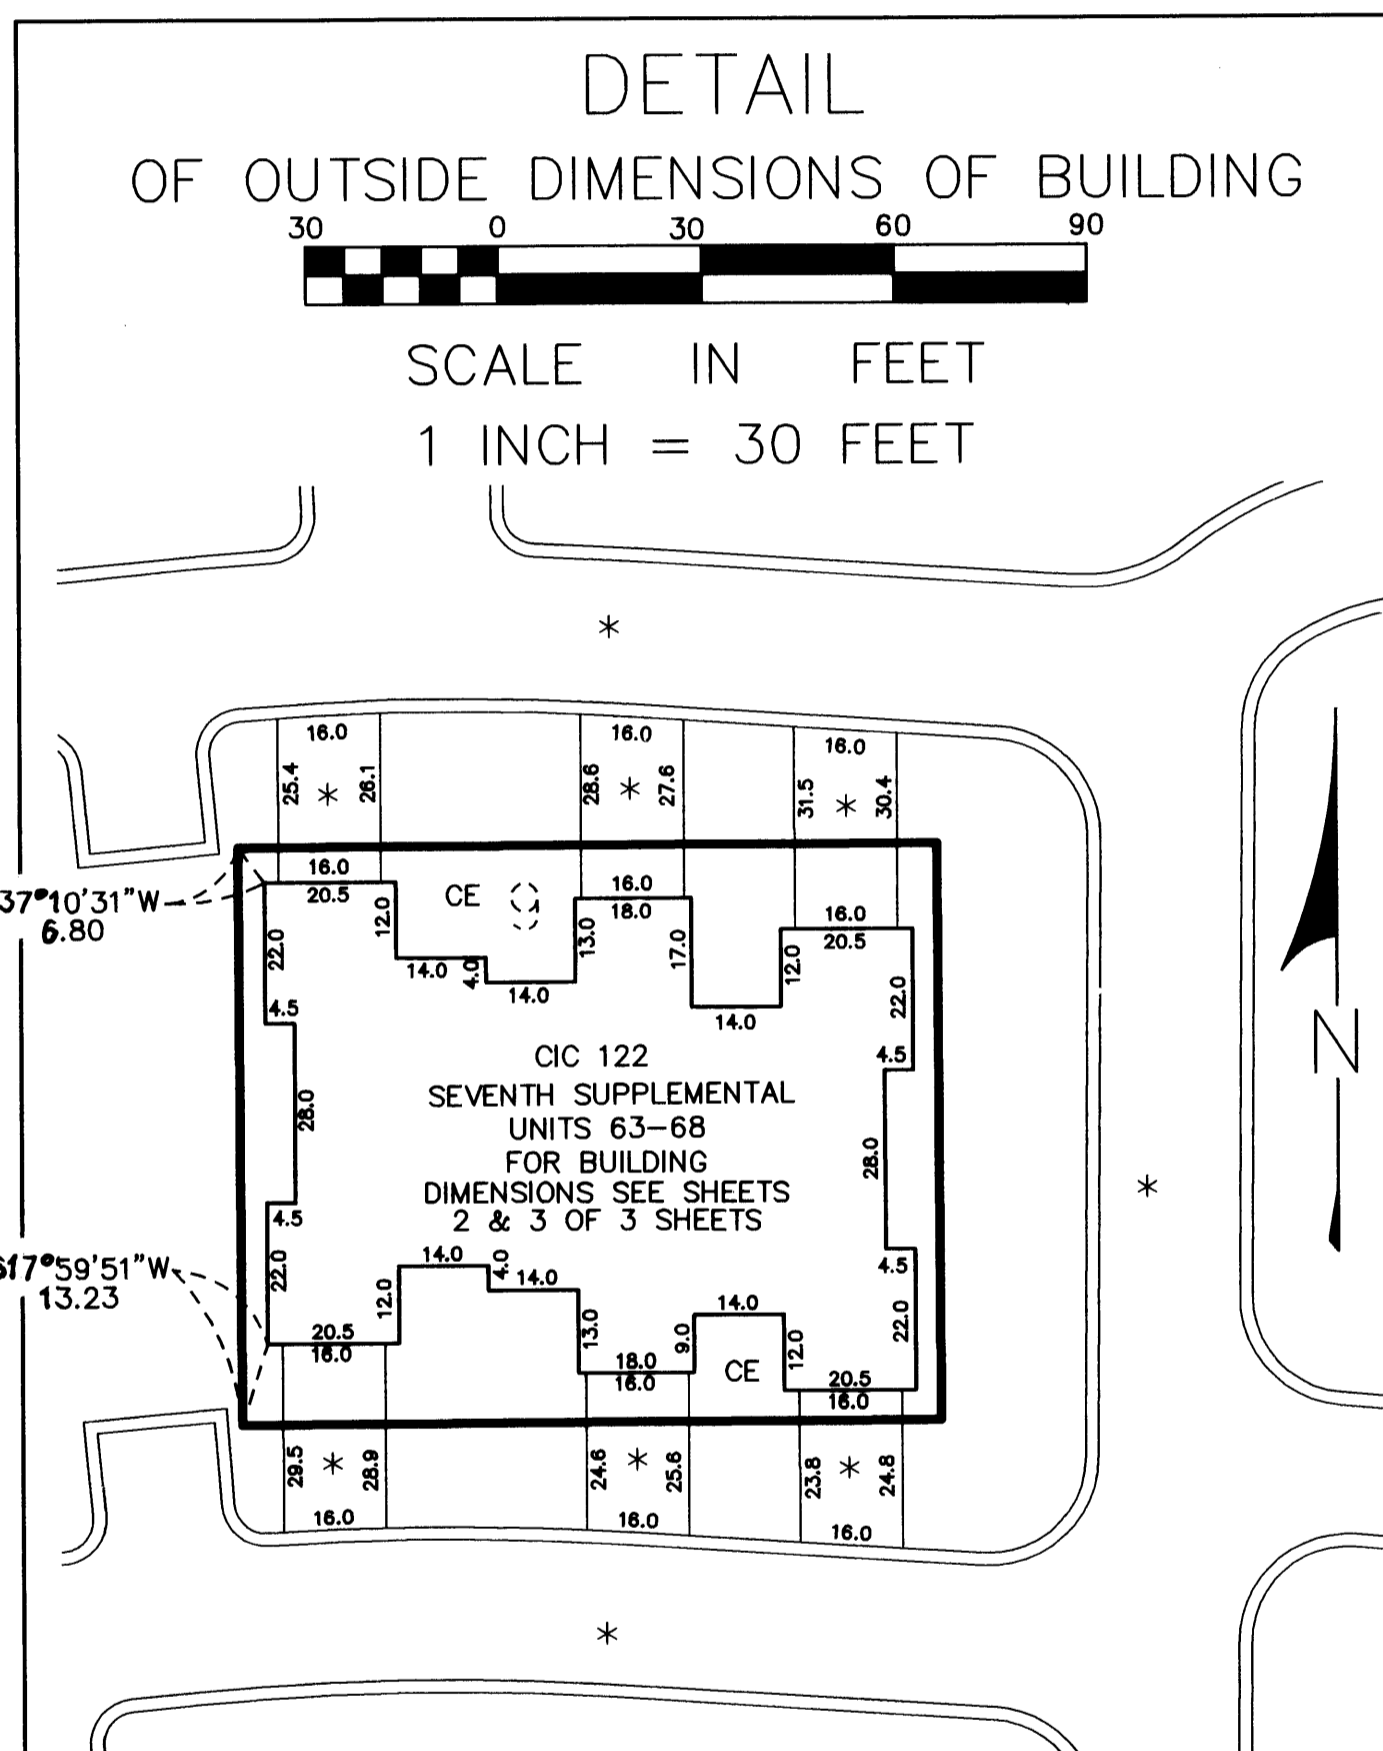 DETAIL
OF OUTSIDE DIMENSIONS OF BUILDING
30 0 30 60 90
SCALE IN FEET
1 INCH = 30 FEET
*
16.0 16.0 16.0
25.4 * 26.1 28.6 * 27.6 31.5 * 30.4
37°10'31"W
6.80
16.0
20.5
CE
16.0
18.0
16.0
20.5
22.0 12.0 13.0 17.0 12.0 22.0
14.0 4.0 14.0 14.0
4.5 4.5
28.0 28.0
CIC 122
SEVENTH SUPPLEMENTAL
UNITS 63-68
FOR BUILDING
DIMENSIONS SEE SHEETS
2 & 3 OF 3 SHEETS
N
*
4.5 4.5
17°59'51"W
13.23
22.0 12.0 14.0 4.0 14.0 13.0 9.0 14.0 12.0 22.0
20.5
16.0
18.0
16.0
CE
20.5
16.0
29.5 * 28.9 24.6 * 25.6 23.8 * 24.8
16.0 16.0 16.0
*